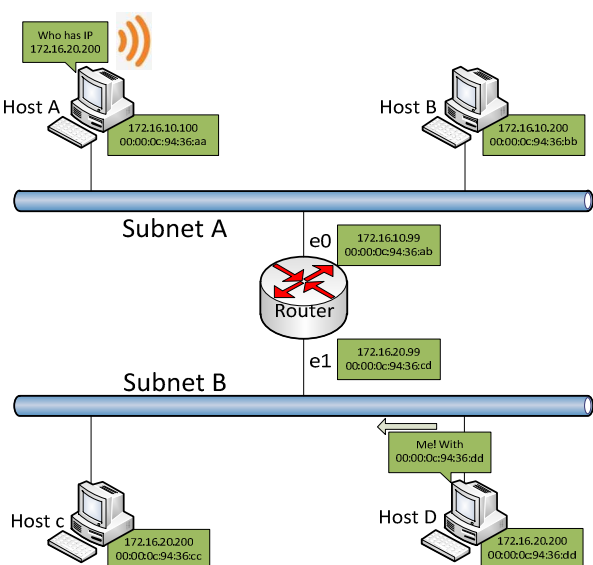 Who has IP
172.16.20.200
Host A
172.16.10.100
00:00:0c:94:36:aa
Host B
172.16.10.200
00:00:0c:94:36:bb
Subnet A
e0
172.16.10.99
00:00:0c:94:36:ab
Router
e1
172.16.20.99
00:00:0c:94:36:cd
Subnet B
Me! With
00:00:0c:94:36:dd
Host c
172.16.20.200
00:00:0c:94:36:cc
Host D
172.16.20.200
00:00:0c:94:36:dd